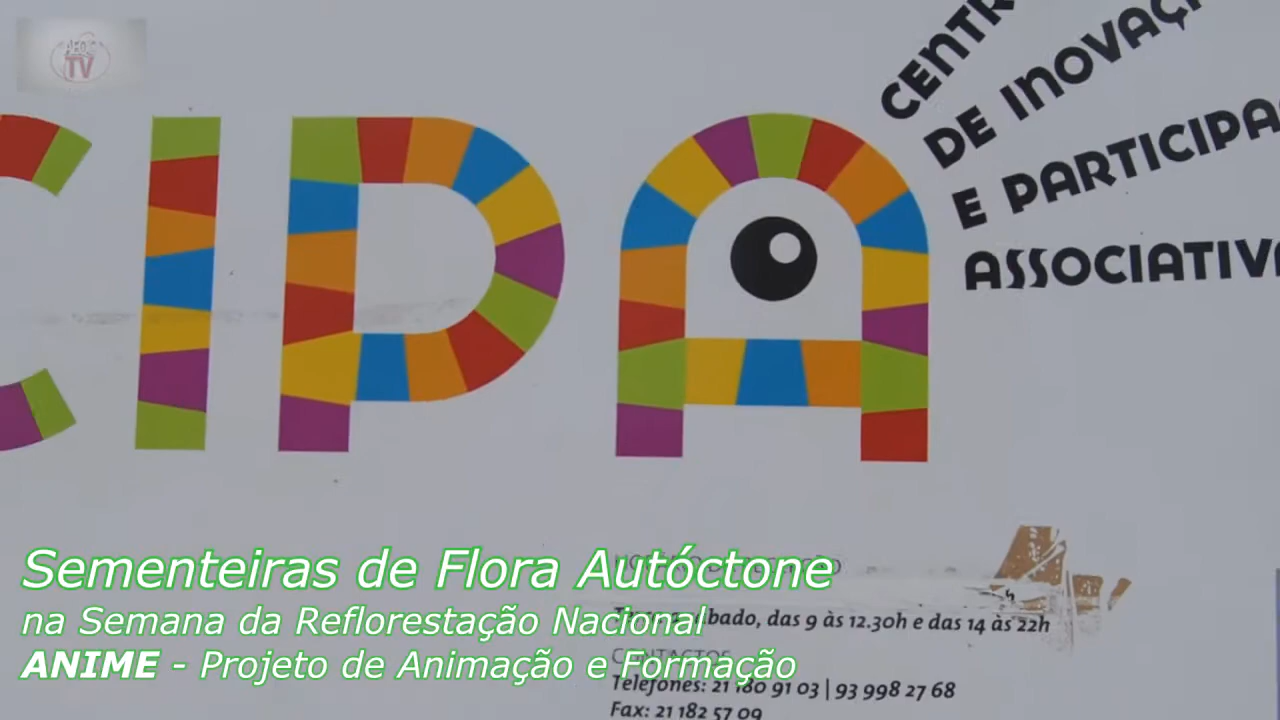 AEQ
TV
CIPA
CENTR
DE INOVAÇ
E PARTICIPA
ASSOCIATIVA
Sementeiras de Flora Autóctone
na Semana da Reflorestação Nacional
ANIME - Projeto de Animação e Formação
das 9 às 12.30h e das 14 às 22h
CONTACTOS
Telefones: 21 180 91 03 | 93 998 27 68
Fax: 21 182 57 09